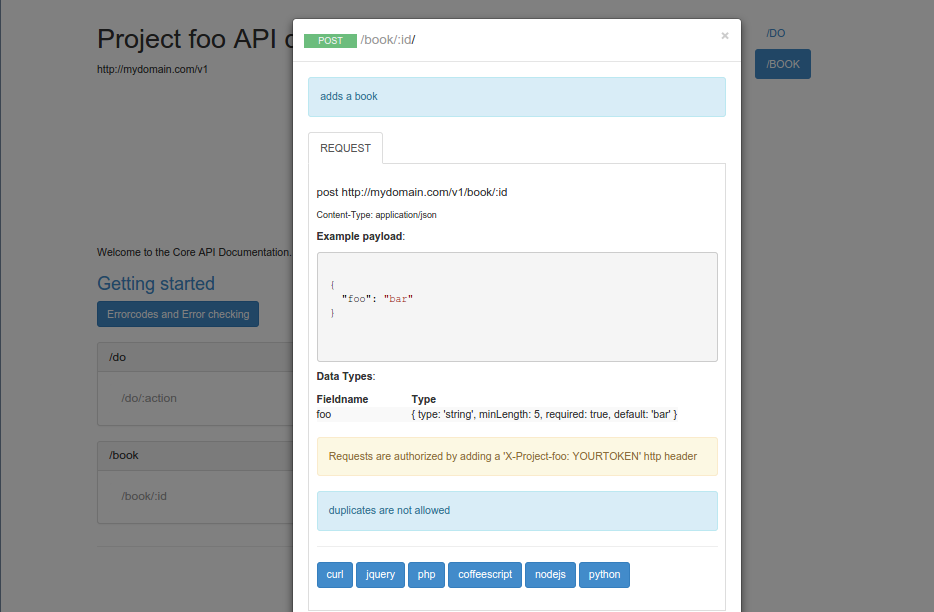 Project foo API
http://mydomain.com/v1
Welcome to the Core API Documentation.
Getting started
Errorcodes and Error checking
/do
/do/:action
/book
/book/:id
POST /book/:id/ ×
adds a book
REQUEST
post http://mydomain.com/v1/book/:id
Content-Type: application/json
Example payload:
{
"foo": "bar"
}
Data Types:
Fieldname Type
foo { type: 'string', minLength: 5, required: true, default: 'bar' }
Requests are authorized by adding a 'X-Project-foo: YOURTOKEN' http header
duplicates are not allowed
curl jquery php coffeescript nodejs python
/DO
/BOOK